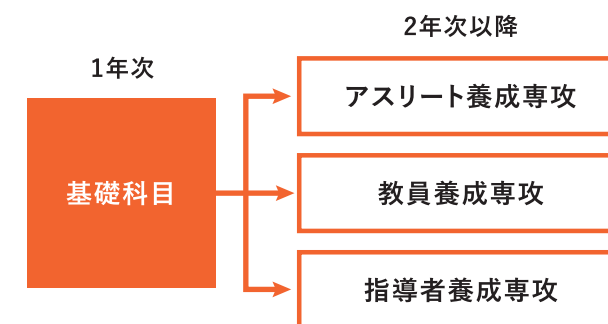 2年次以降
1年次
アスリート養成専攻
基礎科目
教員養成専攻
指導者養成専攻